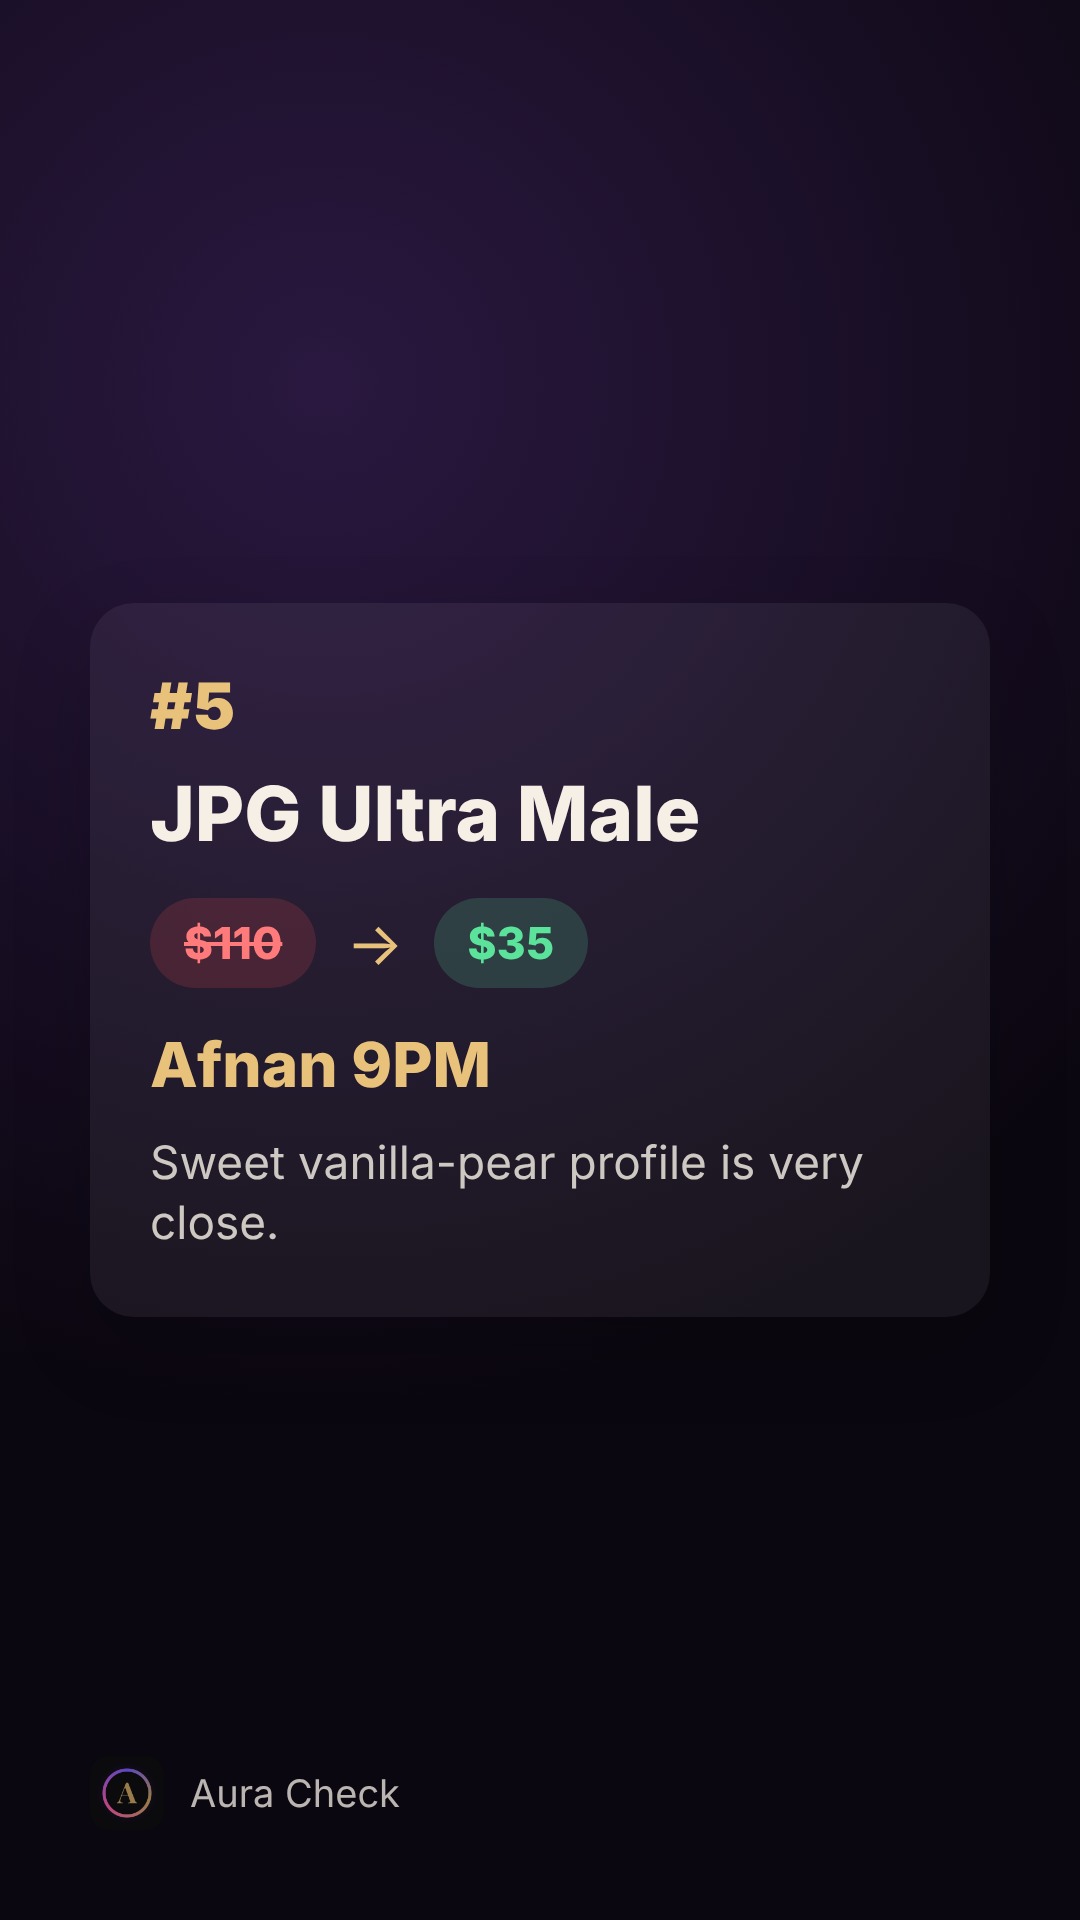 #5
JPG Ultra Male
$110 → $35
Afnan 9PM
Sweet vanilla-pear profile is very
close.
A Aura Check